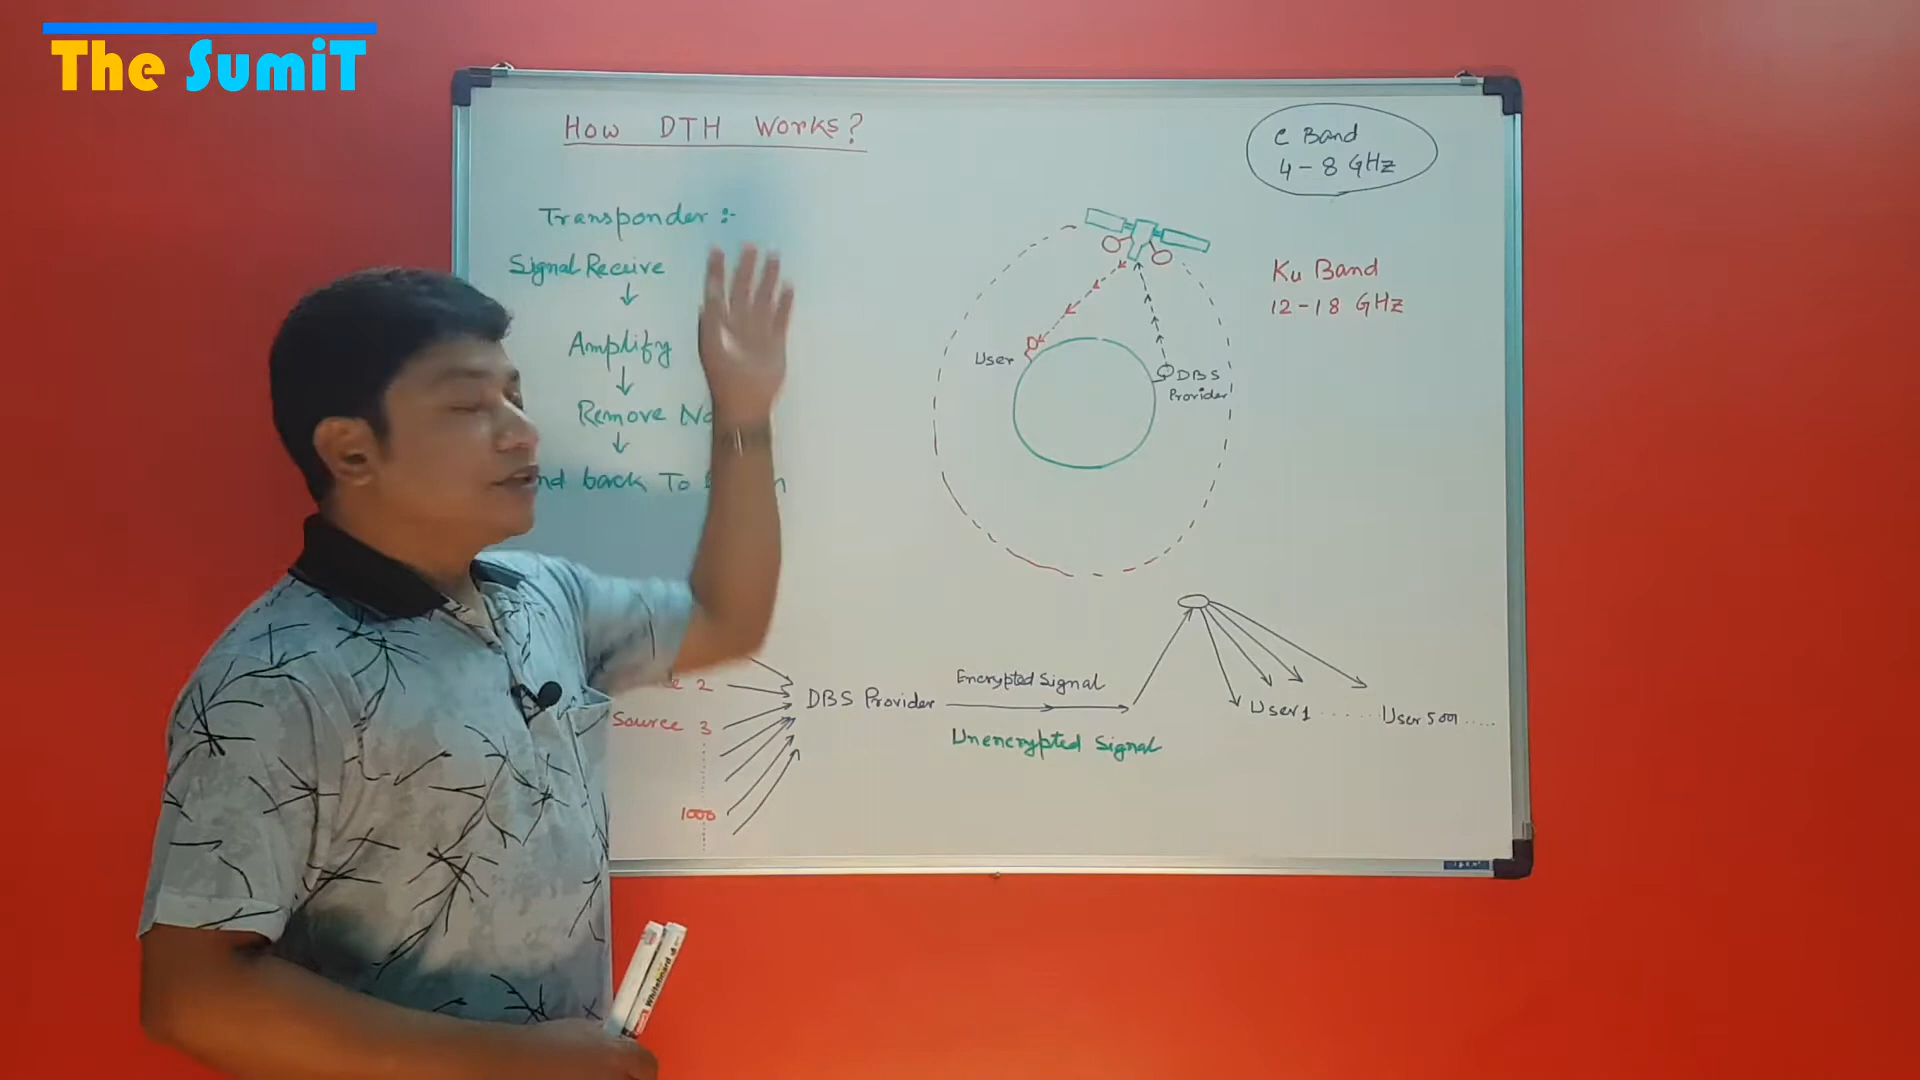 The SumiT
How DTH Works?
C Band
4-8 GHz
Transponder :-
Signal Receive
Amplify
Remove
back To
User
DBS
Provider
Ku Band
12-18 GHz
2
Source 3
1000
DBS Provider
Encrypted Signal
Unencrypted Signal
User 1 ...... User 500 .....
Whiteboard